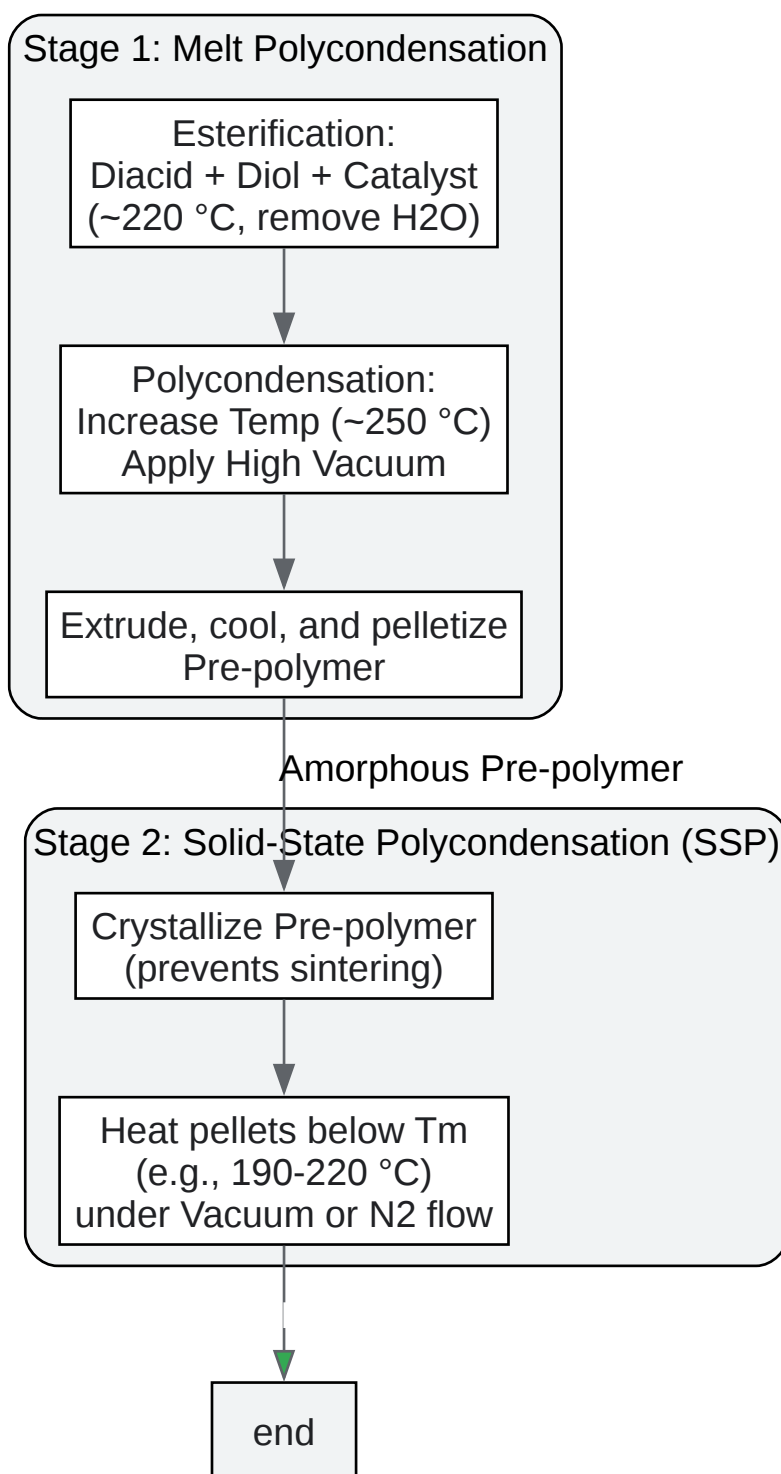 Stage 1: Melt Polycondensation
Esterification:
Diacid + Diol + Catalyst
(~220 °C, remove H2O)
Polycondensation:
Increase Temp (~250 °C)
Apply High Vacuum
Extrude, cool, and pelletize
Pre-polymer
Amorphous Pre-polymer
Stage 2: Solid-State Polycondensation (SSP)
Crystallize Pre-polymer
(prevents sintering)
Heat pellets below Tm
(e.g., 190-220 °C)
under Vacuum or N2 flow
end